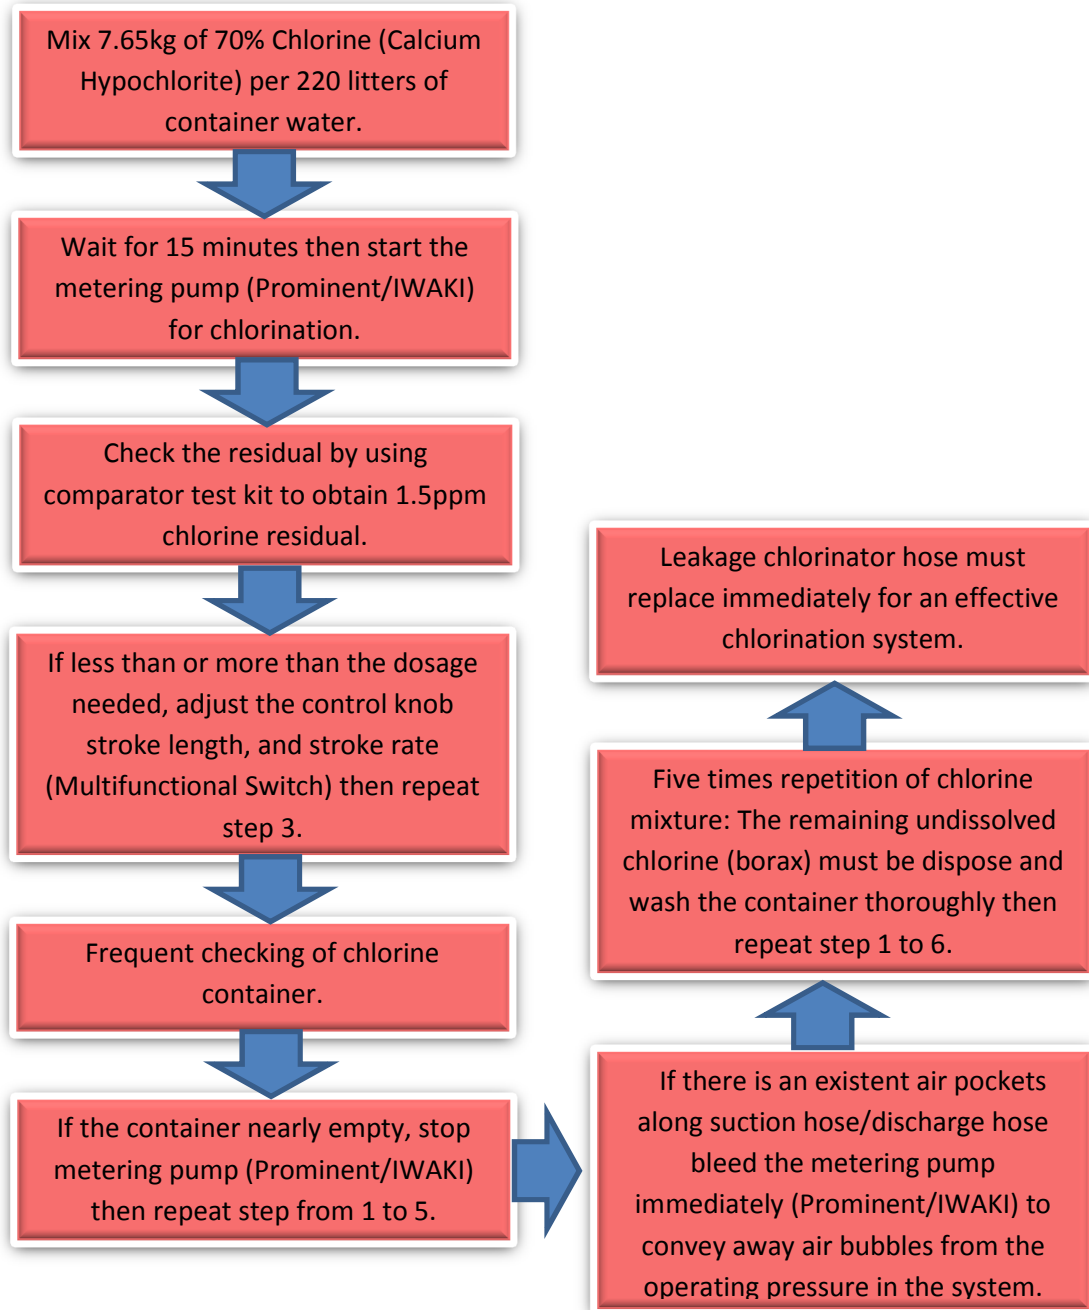 Mix 7.65kg of 70% Chlorine (Calcium
Hypochlorite) per 220 litters of
container water.
Wait for 15 minutes then start the
metering pump (Prominent/IWAKI)
for chlorination.
Check the residual by using
comparator test kit to obtain 1.5ppm
chlorine residual.
If less than or more than the dosage
needed, adjust the control knob
stroke length, and stroke rate
(Multifunctional Switch) then repeat
step 3.
Frequent checking of chlorine
container.
If the container nearly empty, stop
metering pump (Prominent/IWAKI)
then repeat step from 1 to 5.
If there is an existent air pockets
along suction hose/discharge hose
bleed the metering pump
immediately (Prominent/IWAKI) to
convey away air bubbles from the
operating pressure in the system.
Five times repetition of chlorine
mixture: The remaining undissolved
chlorine (borax) must be dispose and
wash the container thoroughly then
repeat step 1 to 6.
Leakage chlorinator hose must
replace immediately for an effective
chlorination system.